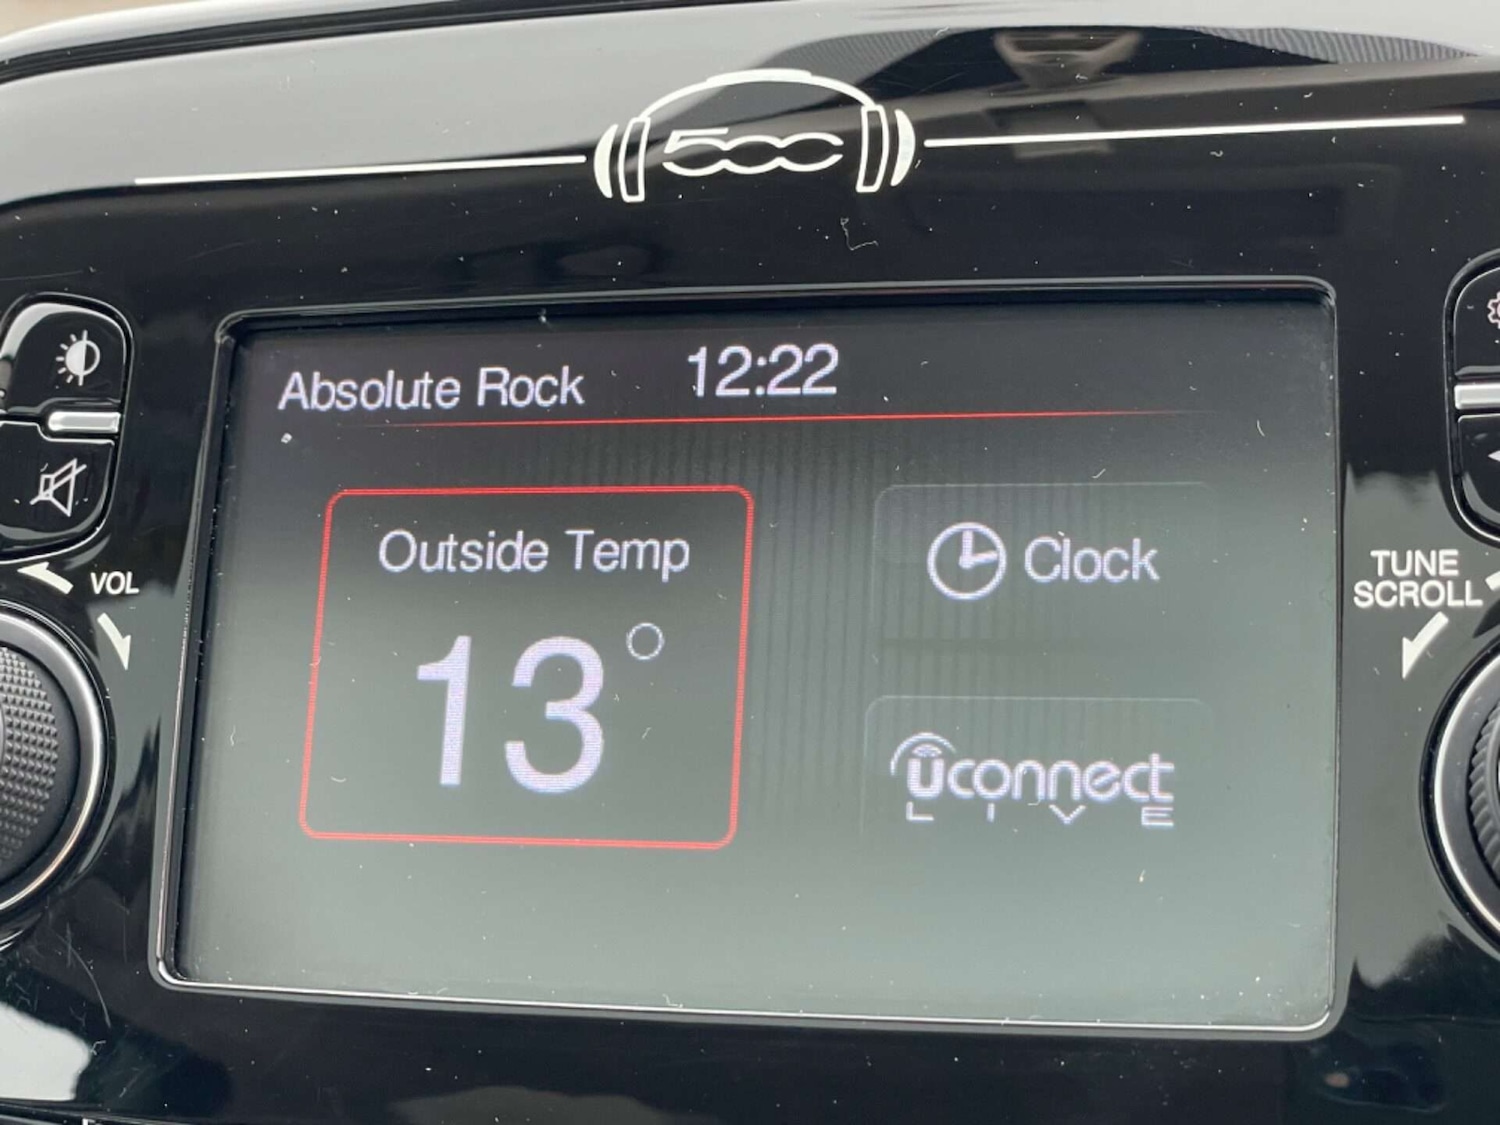 500
Absolute Rock 12:22
Outside Temp
13°
Clock
uconnect
LIVE
VOL
TUNE
SCROLL